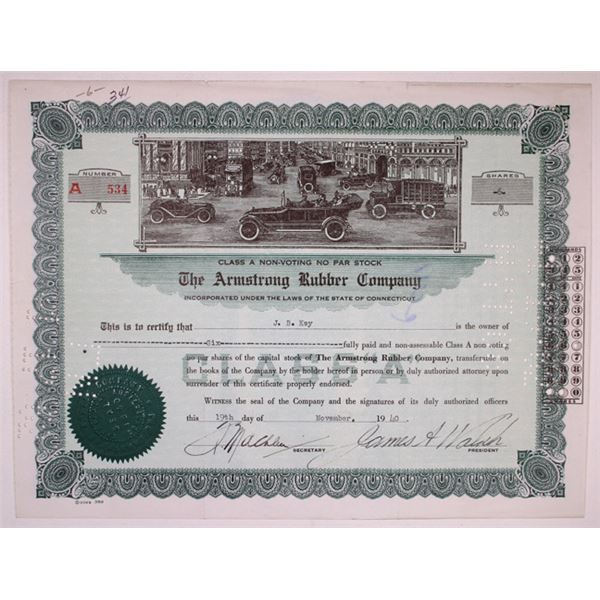 -6-
341
NUMBER
A 534
SHARES
-6-
CLASS A NON-VOTING NO PAR STOCK
The Armstrong Rubber Company
INCORPORATED UNDER THE LAWS OF THE STATE OF CONNECTICUT
This is to certify that J. D. Key is the owner of
Six fully paid and non-assessable Class A non voting
no par shares of the capital stock of The Armstrong Rubber Company, transferable on
the books of the Company by the holder hereof in person or by duly authorized attorney upon
surrender of this certificate properly endorsed.
WITNESS the seal of the Company and the signatures of its duly authorized officers
this 19th day of November, 1940.
SECRETARY
James A Walsh
PRESIDENT
CLASS A